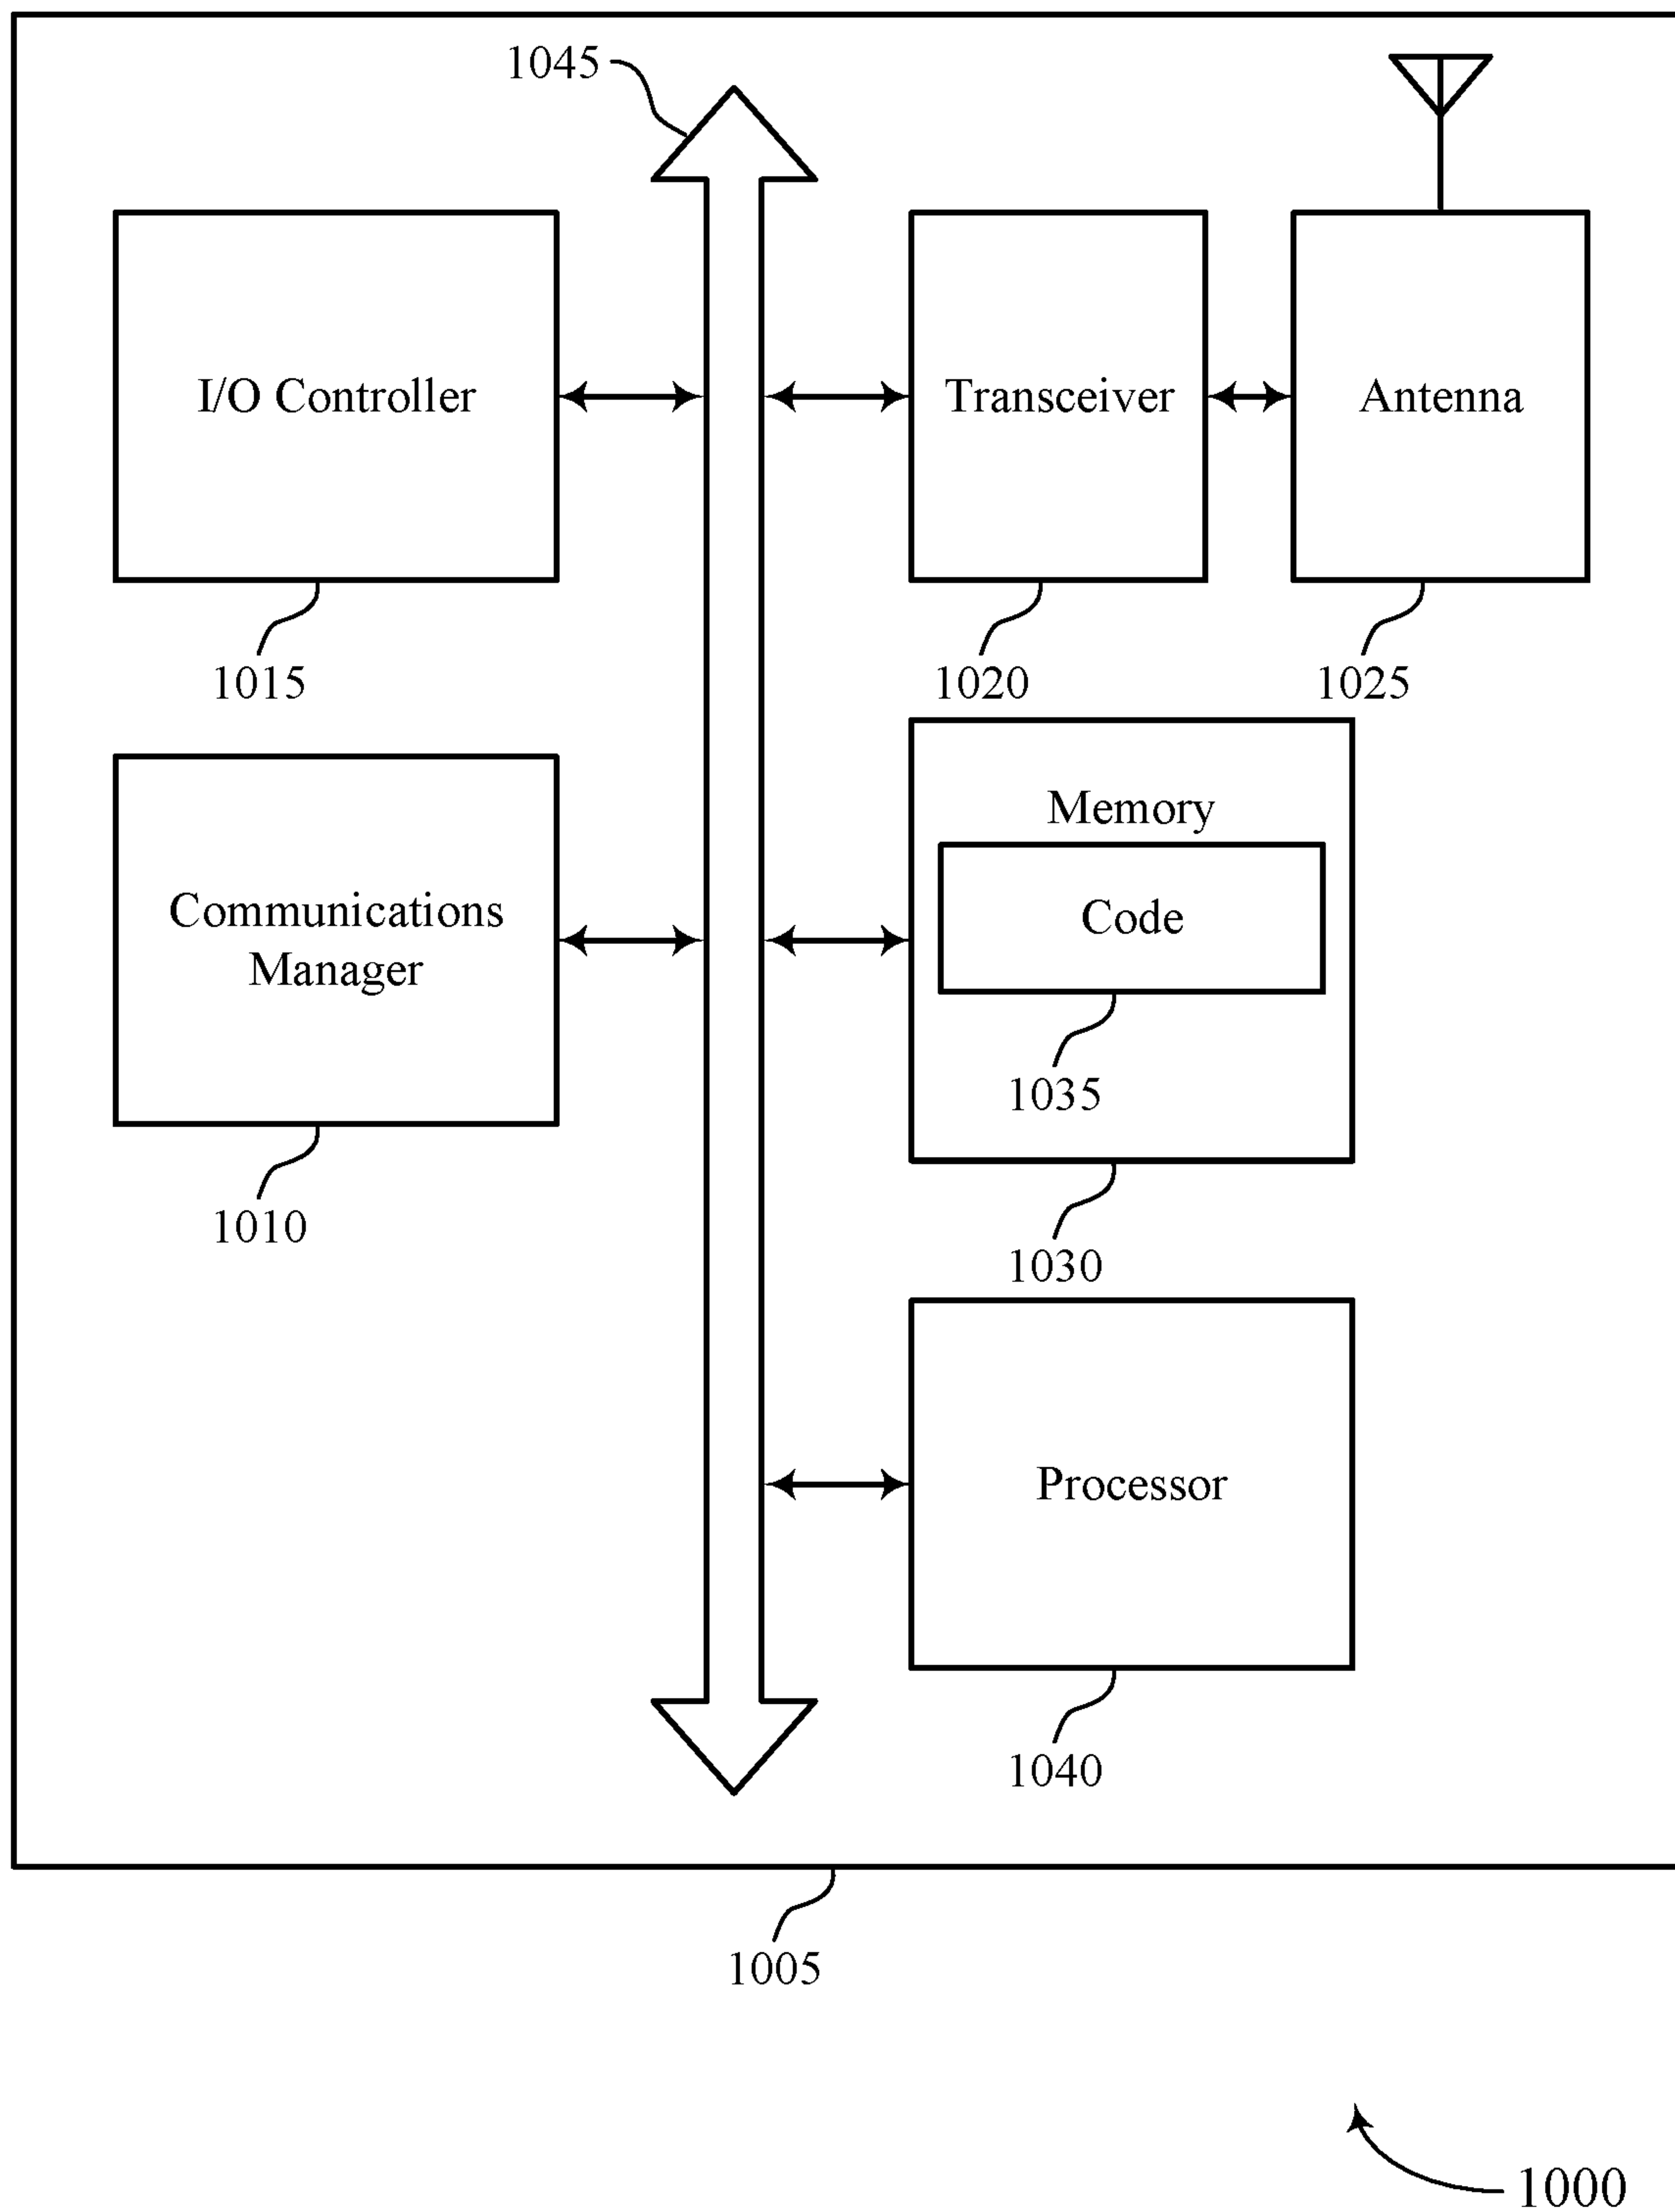 1045
I/O Controller
Transceiver
Antenna
1015
1020
1025
Memory
Code
Communications
Manager
1035
1010
1030
Processor
1040
1005
1000